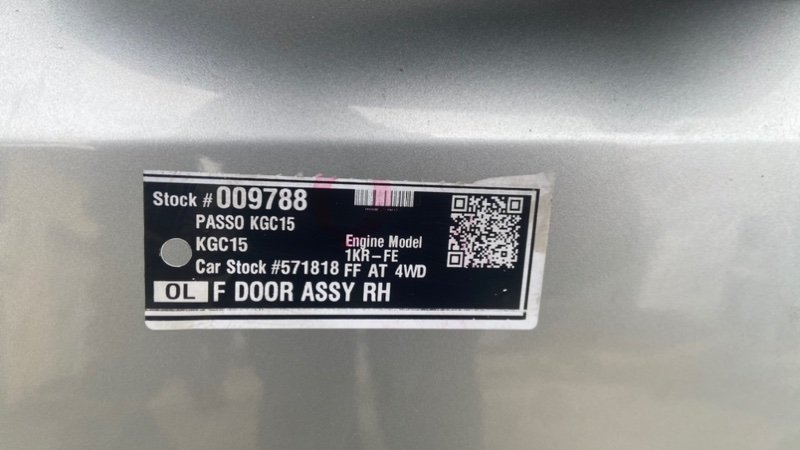 Stock # 009788
PASSO KGC15
KGC15
Engine Model
1KR-FE
Car Stock #571818 FF AT 4WD
OL F DOOR ASSY RH